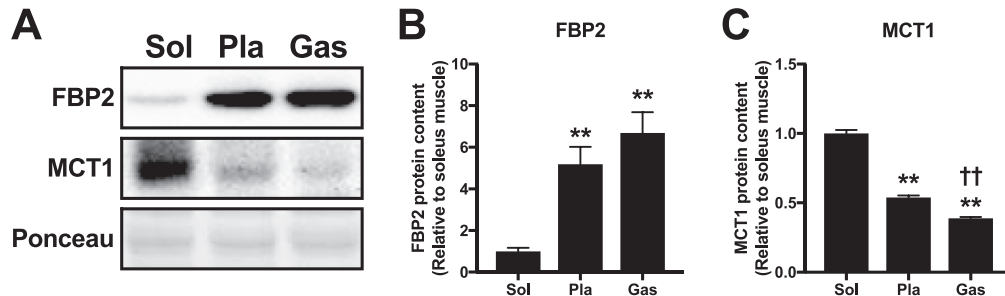 A
Sol Pla Gas
FBP2
MCT1
Ponceau
B
FBP2
FBP2 protein content
(Relative to soleus muscle)
10
8
6
4
2
0
**
**
Sol Pla Gas
C
MCT1
MCT1 protein content
(Relative to soleus muscle)
1.5
1.0
0.5
0.0
**
††
**
Sol Pla Gas